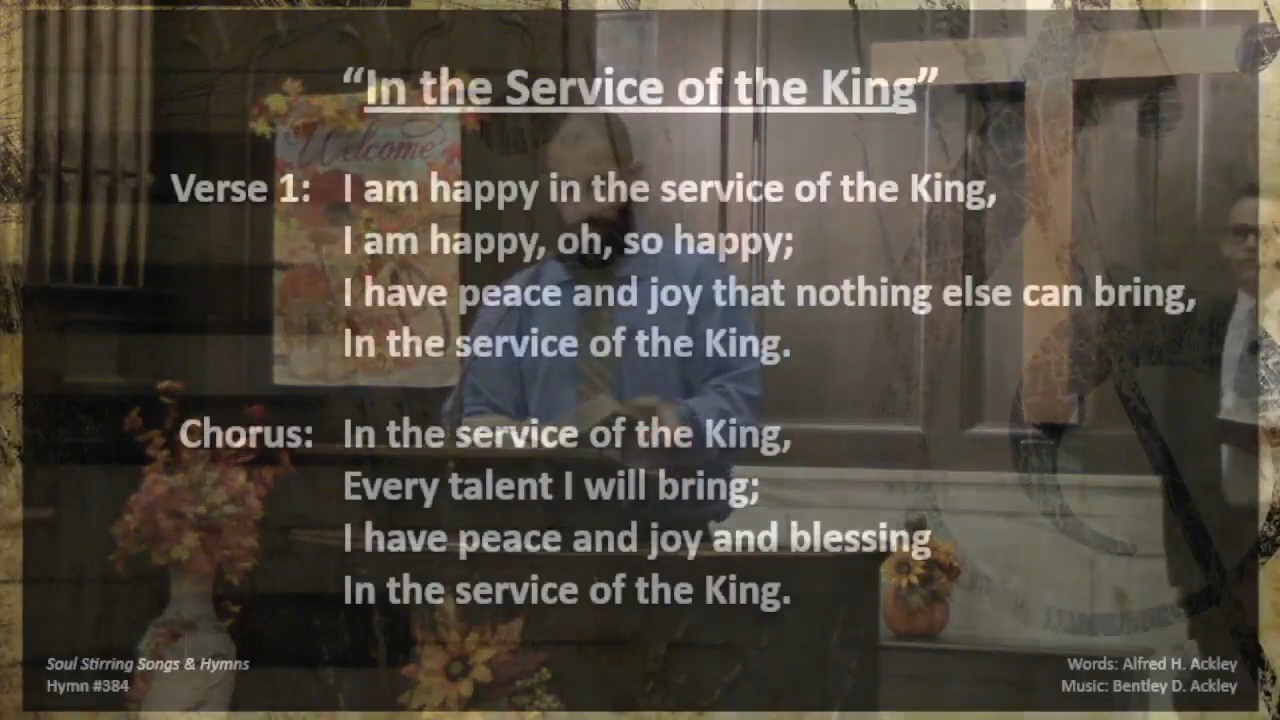 “In the Service of the King”
Welcome
Verse 1: I am happy in the service of the King,
I am happy, oh, so happy;
I have peace and joy that nothing else can bring,
In the service of the King.
Chorus: In the service of the King,
Every talent I will bring;
I have peace and joy and blessing
In the service of the King.
Soul Stirring Songs & Hymns
Hymn #384
Words: Alfred H. Ackley
Music: Bentley D. Ackley